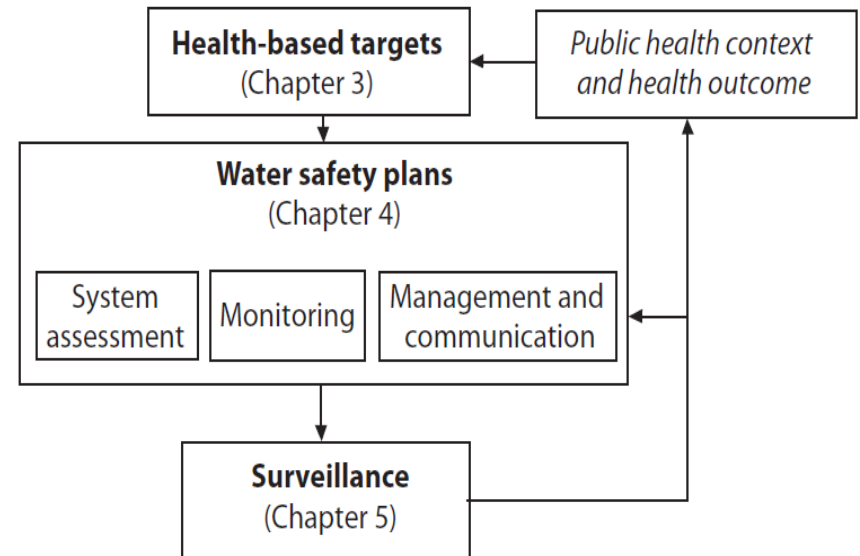 Health-based targets
(Chapter 3)
Public health context
and health outcome
Water safety plans
(Chapter 4)
System
assessment
Monitoring
Management and
communication
Surveillance
(Chapter 5)